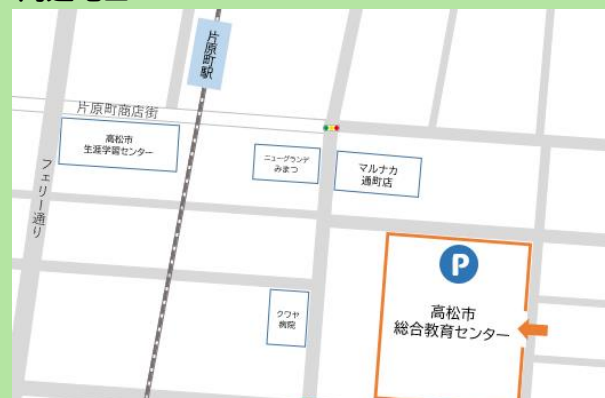 片原町駅
片原町商店街
高松市
生涯学習センター
ニューグランデ
みまつ
マルナカ
通町店
フェリー通り
P
高松市
総合教育センター
クワヤ
病院